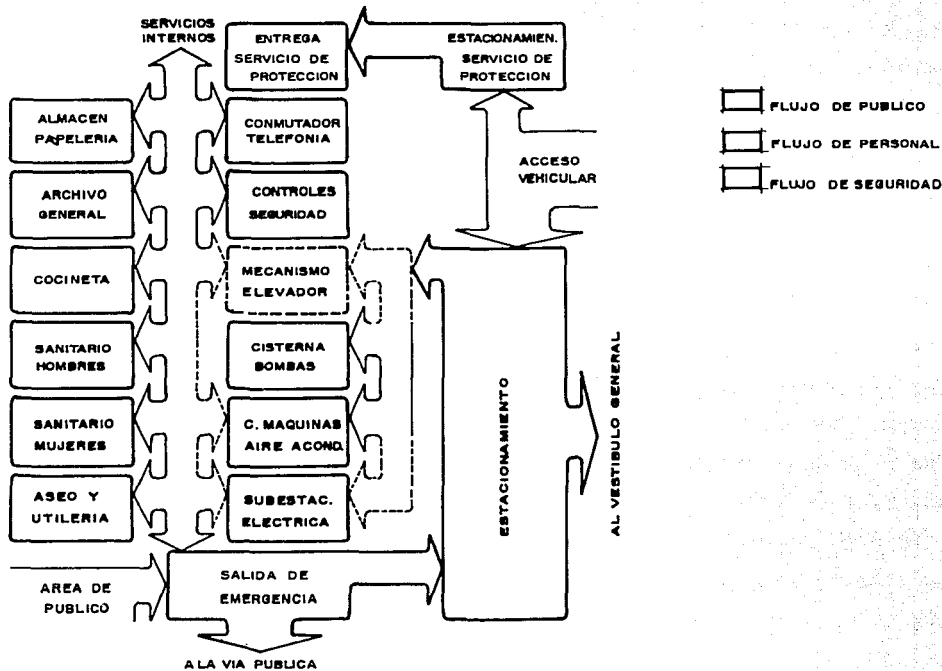 SERVICIOS
INTERNOS
ENTREGA
SERVICIO DE
PROTECCION
ESTACIONAMIEN.
SERVICIO DE
PROTECCION
ALMACEN
PAPELERIA
CONMUTADOR
TELEFONIA
ACCESO
VEHICULAR
FLUJO DE PUBLICO
FLUJO DE PERSONAL
FLUJO DE SEGURIDAD
ARCHIVO
GENERAL
CONTROLES
SEGURIDAD
COCINETA
MECANISMO
ELEVADOR
SANITARIO
HOMBRES
CISTERNA
BOMBAS
SANITARIO
MUJERES
C. MAQUINAS
AIRE ACOND.
ASEO Y
UTILERIA
SUBESTAC.
ELECTRICA
ESTACIONAMIENTO
AL VESTIBULO GENERAL
AREA DE
PUBLICO
SALIDA DE
EMERGENCIA
A LA VIA PUBLICA